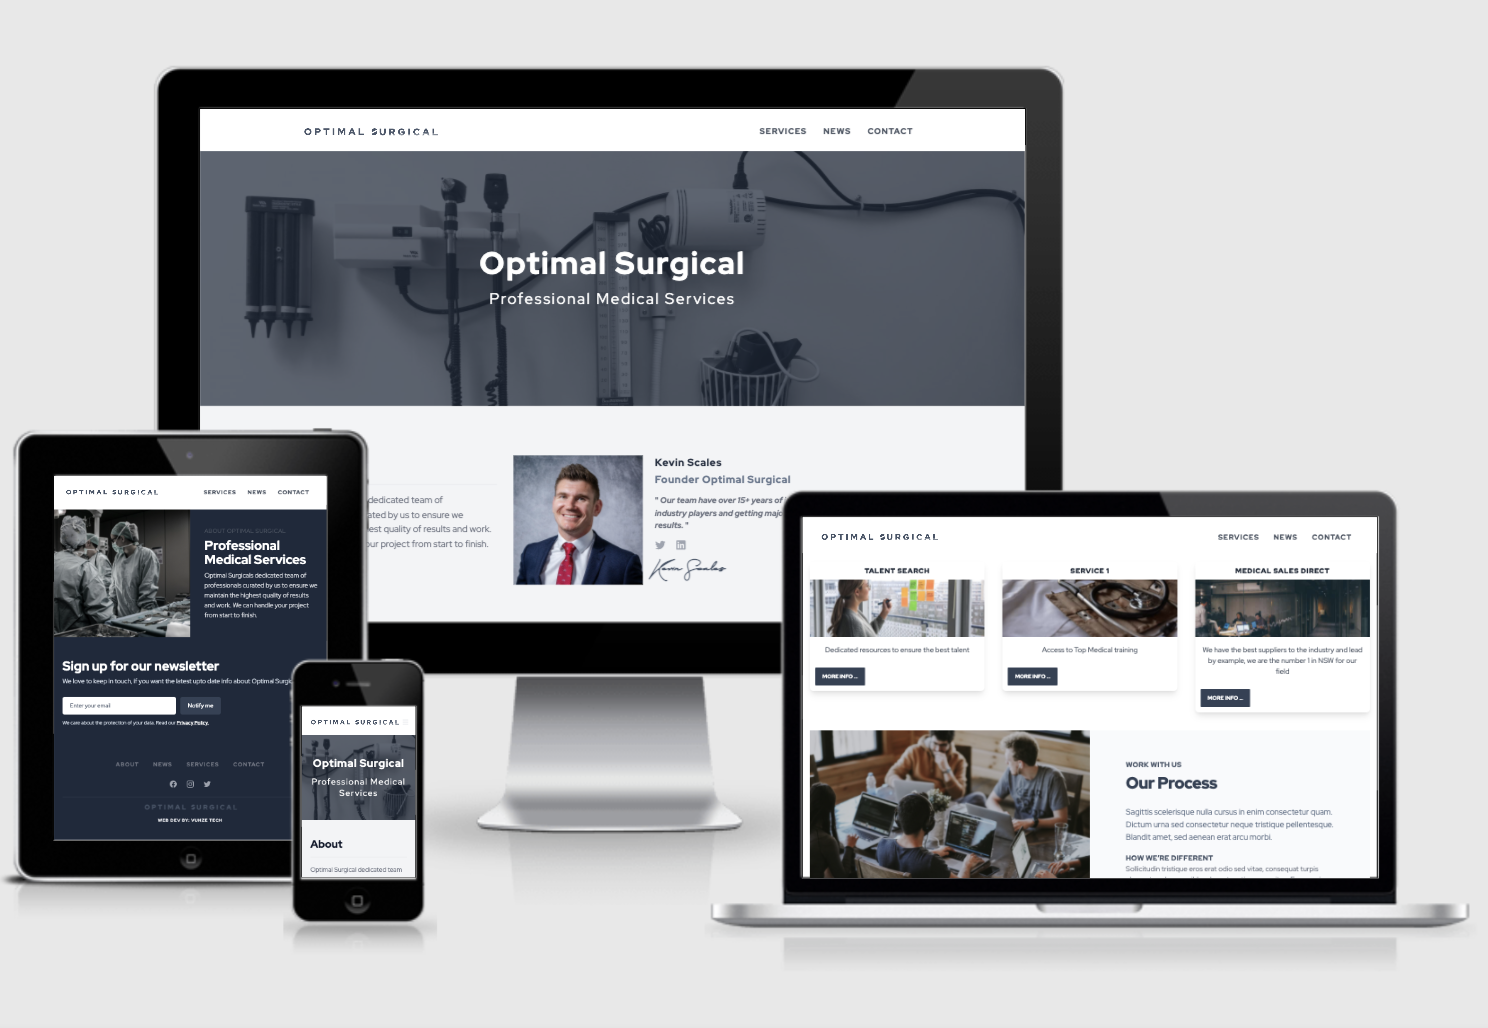 OPTIMAL SURGICAL
SERVICES NEWS CONTACT
Optimal Surgical
Professional Medical Services
dedicated team of
ated by us to ensure we
est quality of results and work.
our project from start to finish.
Kevin Scales
Founder Optimal Surgical
" Our team have over 15+ years of
industry players and getting majo
results. "
Kevin Scales
OPTIMAL SURGICAL
SERVICES NEWS CONTACT
ABOUT OPTIMAL SURGICAL
Professional
Medical Services
Optimal Surgicals dedicated team of
professionals curated by us to ensure we
maintain the highest quality of results
and work. We can handle your project
from start to finish.
Sign up for our newsletter
We love to keep in touch, if you want the latest upto date info about Optimal Surgic
Enter your email
Notify me
We care about the protection of your data. Read our Privacy Policy.
ABOUT NEWS SERVICES CONTACT
OPTIMAL SURGICAL
WEB DEV BY: VUNZE TECH
OPTIMAL SURGICAL
Optimal Surgical
Professional Medical
Services
About
Optimal Surgical dedicated team
OPTIMAL SURGICAL
SERVICES NEWS CONTACT
TALENT SEARCH
Dedicated resources to ensure the best talent
MORE INFO ...
SERVICE 1
Access to Top Medical training
MORE INFO ...
MEDICAL SALES DIRECT
We have the best suppliers to the industry and lead
by example, we are the number 1 in NSW for our
field
MORE INFO ...
WORK WITH US
Our Process
Sagittis scelerisque nulla cursus in enim consectetur quam.
Dictum urna sed consectetur neque tristique pellentesque.
Blandit amet, sed aenean erat arcu morbi.
HOW WE'RE DIFFERENT
Sollicitudin tristique eros erat odio sed vitae, consequat turpis